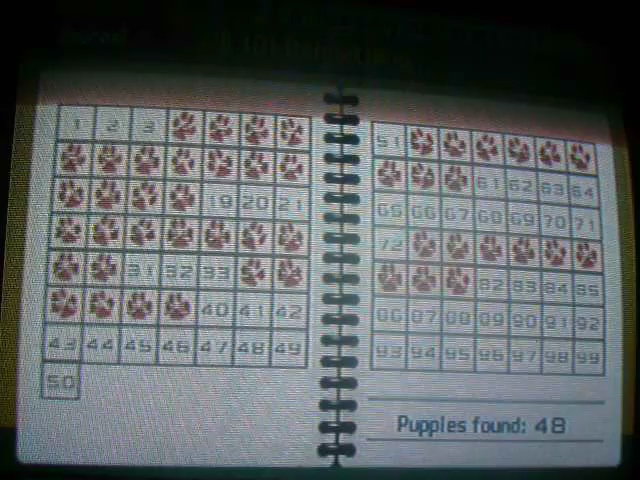 1 2 3
19 20 21
31 32 33
40 41 42
43 44 45 46 47 48 49
50
51
61 62 63 64
65 66 67 68 69 70 71
72
82 83 84 85
86 87 88 89 90 91 92
93 94 95 96 97 98 99
Puppies found: 48